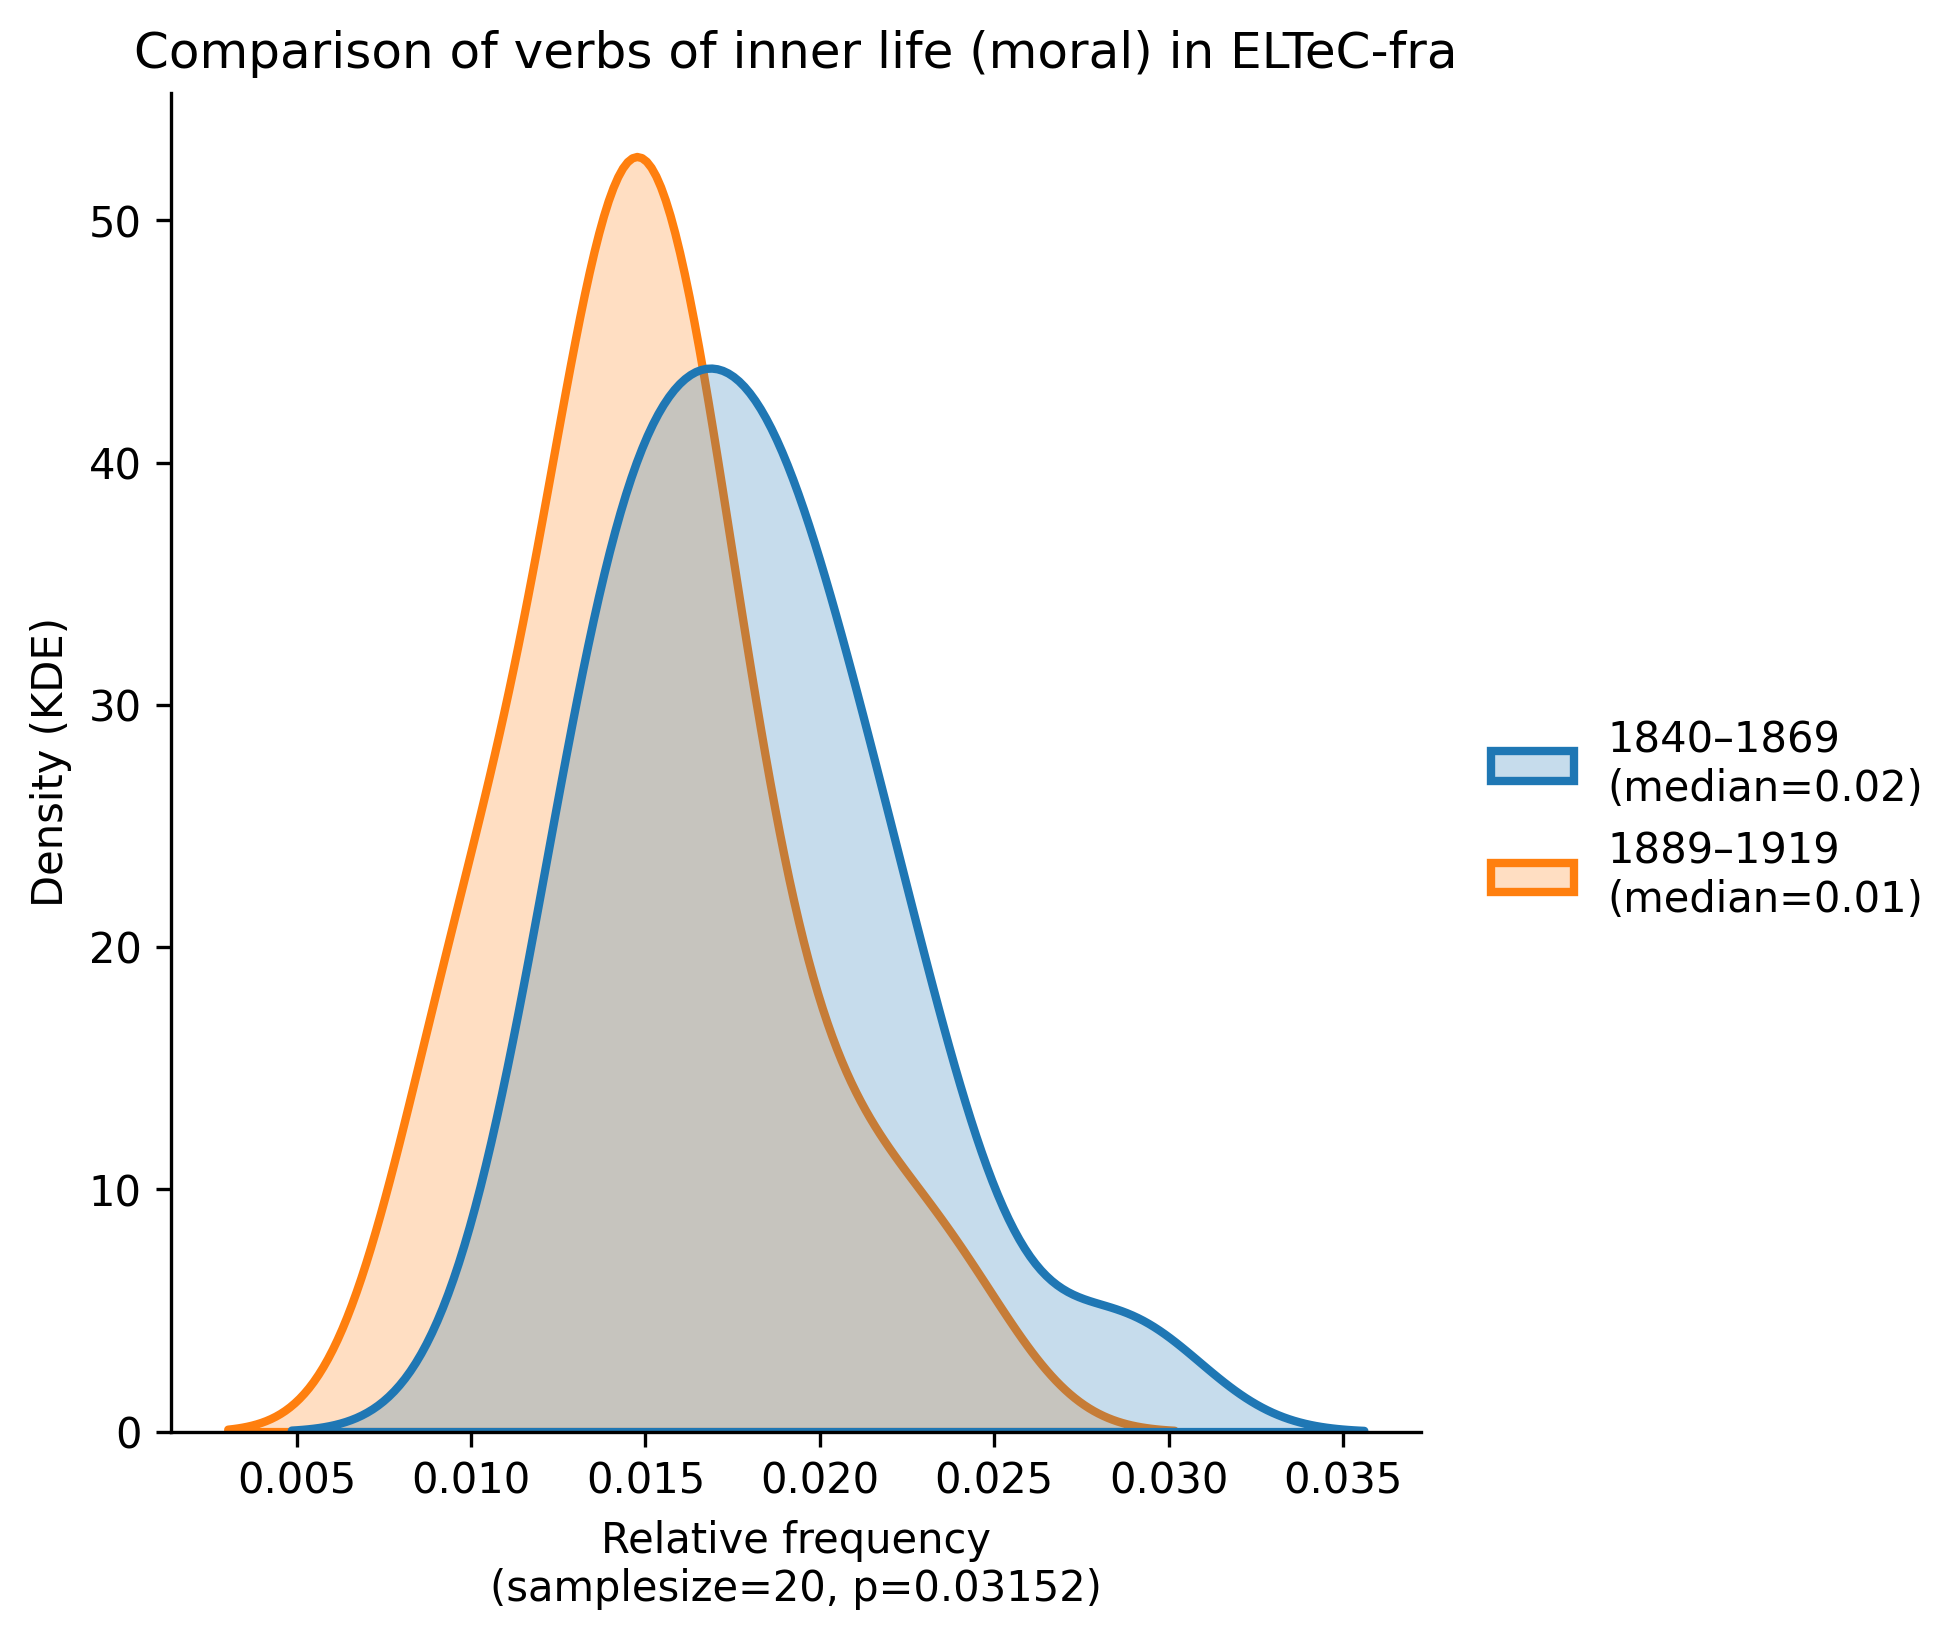 Comparison of verbs of inner life (moral) in ELTeC-fra
Density (KDE)
50
40
30
20
10
0
0.005 0.010 0.015 0.020 0.025 0.030 0.035
Relative frequency
(samplesize=20, p=0.03152)
1840–1869
(median=0.02)
1889–1919
(median=0.01)